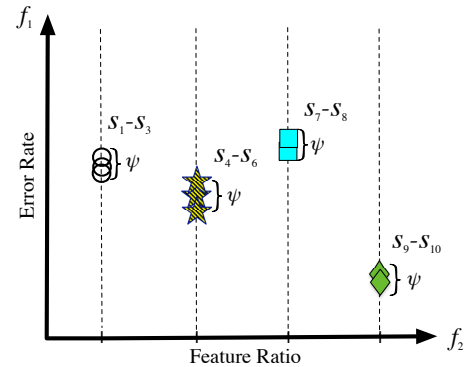 f₁
S₇-S₈
S₁-S₃
ψ
S₄-S₆
ψ
ψ
Error Rate
S₉-S₁₀
ψ
f₂
Feature Ratio